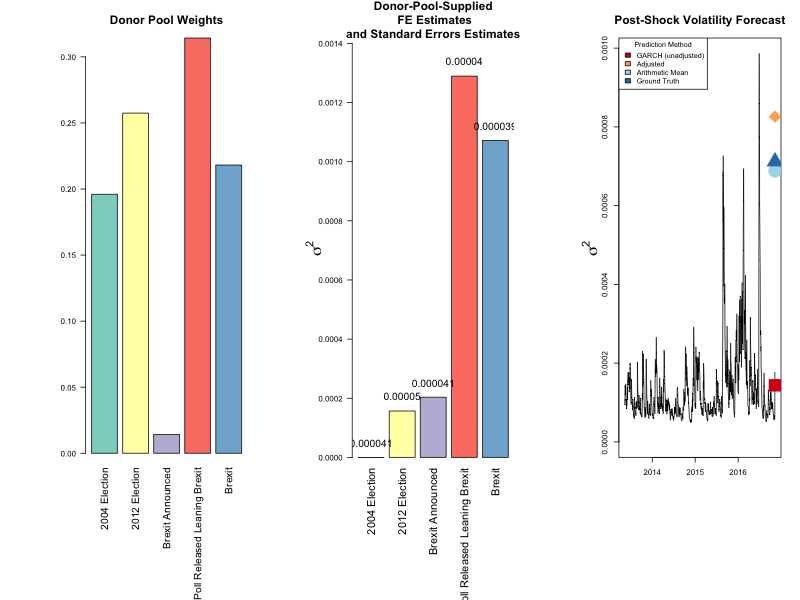 Donor Pool Weights
0.30
0.25
0.20
0.15
0.10
0.05
0.00
2004 Election
2012 Election
Brexit Announced
Poll Released Leaning Brexit
Brexit
Donor-Pool-Supplied
FE Estimates
and Standard Errors Estimates
σ2
0.0014
0.0012
0.0010
0.0008
0.0006
0.0004
0.0002
0.0000
0.000041
0.00005
0.000041
0.00004
0.000039
2004 Election
2012 Election
Brexit Announced
oll Released Leaning Brexit
Brexit
Post-Shock Volatility Forecast
σ2
0.0010
0.0008
0.0006
0.0004
0.0002
0.0000
Prediction Method
GARCH (unadjusted)
Adjusted
Arithmetic Mean
Ground Truth
2014
2015
2016